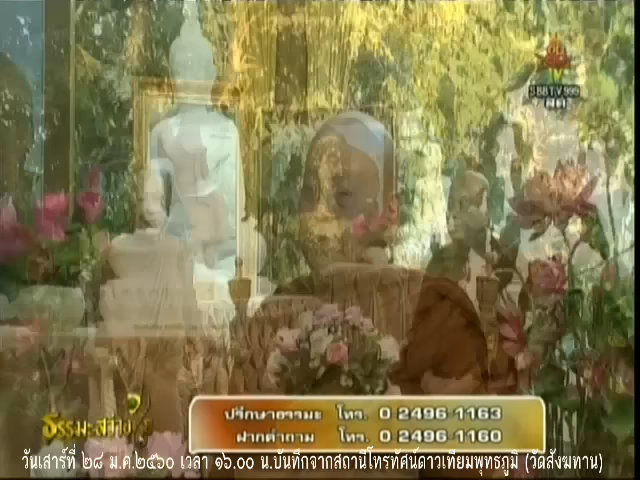 SBBTV999
ธรรมะสวา
ปรึกษาธรรมะ โทร. 0 2496 1163
ฝากคำถาม โทร. 0 2496 1160
วันเสาร์ที่ ๒๘ ม.ค.๒๕๖๐ เวลา ๑๖.๐๐ น.บันทึกจากสถานีโทรทัศน์ดาวเทียมพุทธภูมิ (วัดสังฆทาน)